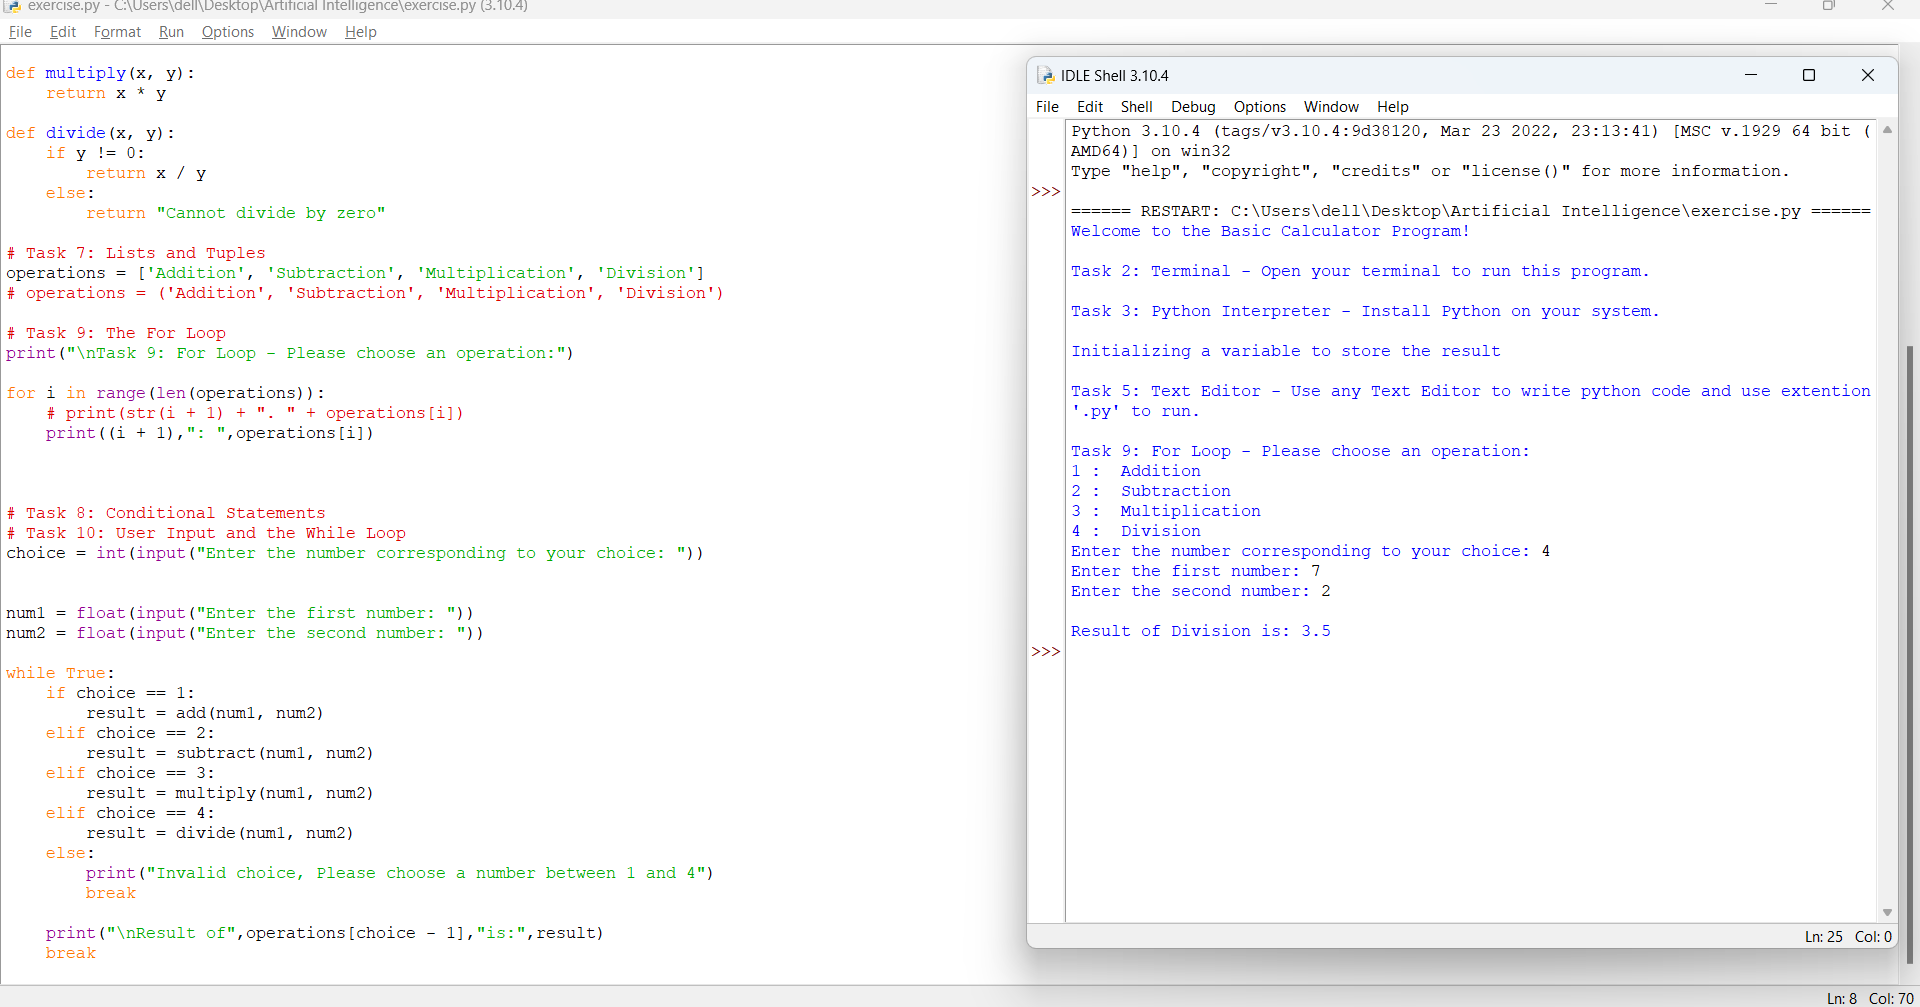 exercise.py - C:\Users\dell\Desktop\Artificial Intelligence\exercise.py (3.10.4)
File Edit Format Run Options Window Help
def multiply(x, y):
    return x * y
def divide(x, y):
    if y != 0:
        return x / y
    else:
        return "Cannot divide by zero"
# Task 7: Lists and Tuples
operations = ['Addition', 'Subtraction', 'Multiplication', 'Division']
# operations = ('Addition', 'Subtraction', 'Multiplication', 'Division')
# Task 9: The For Loop
print("\nTask 9: For Loop - Please choose an operation:")
for i in range(len(operations)):
    # print(str(i + 1) + ". " + operations[i])
    print((i + 1),": ",operations[i])
# Task 8: Conditional Statements
# Task 10: User Input and the While Loop
choice = int(input("Enter the number corresponding to your choice: "))
num1 = float(input("Enter the first number: "))
num2 = float(input("Enter the second number: "))
while True:
    if choice == 1:
        result = add(num1, num2)
    elif choice == 2:
        result = subtract(num1, num2)
    elif choice == 3:
        result = multiply(num1, num2)
    elif choice == 4:
        result = divide(num1, num2)
    else:
        print("Invalid choice, Please choose a number between 1 and 4")
        break
    print("\nResult of",operations[choice - 1],"is:",result)
    break
IDLE Shell 3.10.4
File Edit Shell Debug Options Window Help
Python 3.10.4 (tags/v3.10.4:9d38120, Mar 23 2022, 23:13:41) [MSC v.1929 64 bit (
AMD64)] on win32
Type "help", "copyright", "credits" or "license()" for more information.
>>>
====== RESTART: C:\Users\dell\Desktop\Artificial Intelligence\exercise.py ======
Welcome to the Basic Calculator Program!
Task 2: Terminal - Open your terminal to run this program.
Task 3: Python Interpreter - Install Python on your system.
Initializing a variable to store the result
Task 5: Text Editor - Use any Text Editor to write python code and use extention
'.py' to run.
Task 9: For Loop - Please choose an operation:
1 :  Addition
2 :  Subtraction
3 :  Multiplication
4 :  Division
Enter the number corresponding to your choice: 4
Enter the first number: 7
Enter the second number: 2
Result of Division is: 3.5
>>>
Ln: 25 Col: 0
Ln: 8 Col: 70